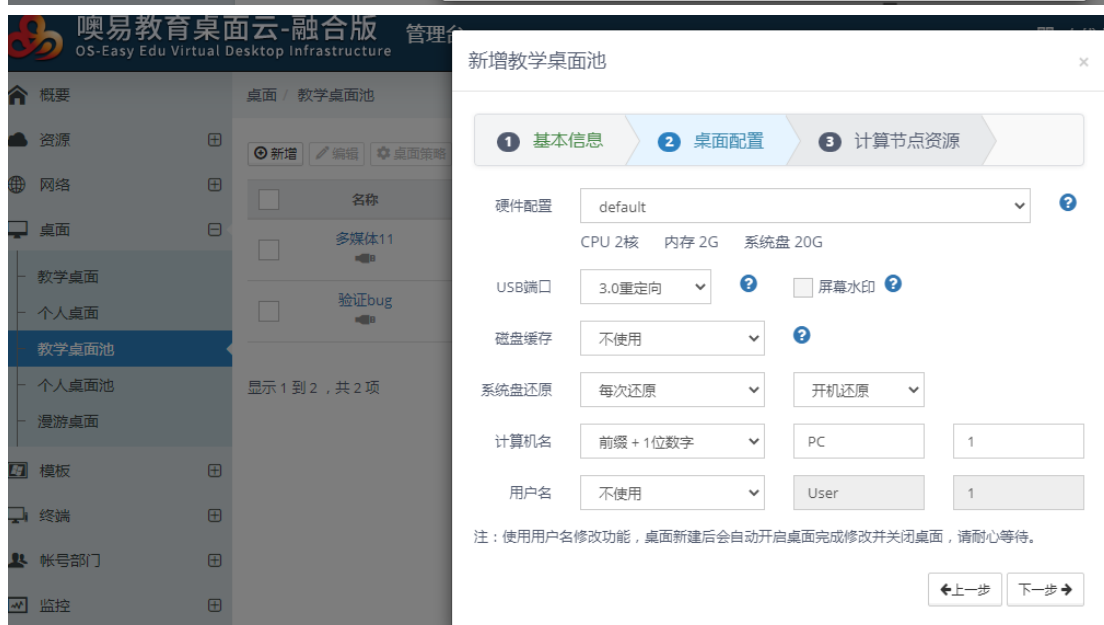 噢易教育桌面云-融合版
OS-Easy Edu Virtual Desktop Infrastructure
管理台
概要
资源
网络
桌面
教学桌面
个人桌面
教学桌面池
个人桌面池
漫游桌面
模板
终端
帐号部门
监控
桌面 / 教学桌面池
新增 编辑 桌面策略
名称
多媒体11
验证bug
显示 1 到 2 ，共 2 项
新增教学桌面池 ×
1 基本信息 2 桌面配置 3 计算节点资源
硬件配置 default
CPU 2核 内存 2G 系统盘 20G
USB端口 3.0重定向 屏幕水印
磁盘缓存 不使用
系统盘还原 每次还原 开机还原
计算机名 前缀 + 1位数字 PC 1
用户名 不使用 User 1
注：使用用户名修改功能，桌面新建后会自动开启桌面完成修改并关闭桌面，请耐心等待。
上一步 下一步